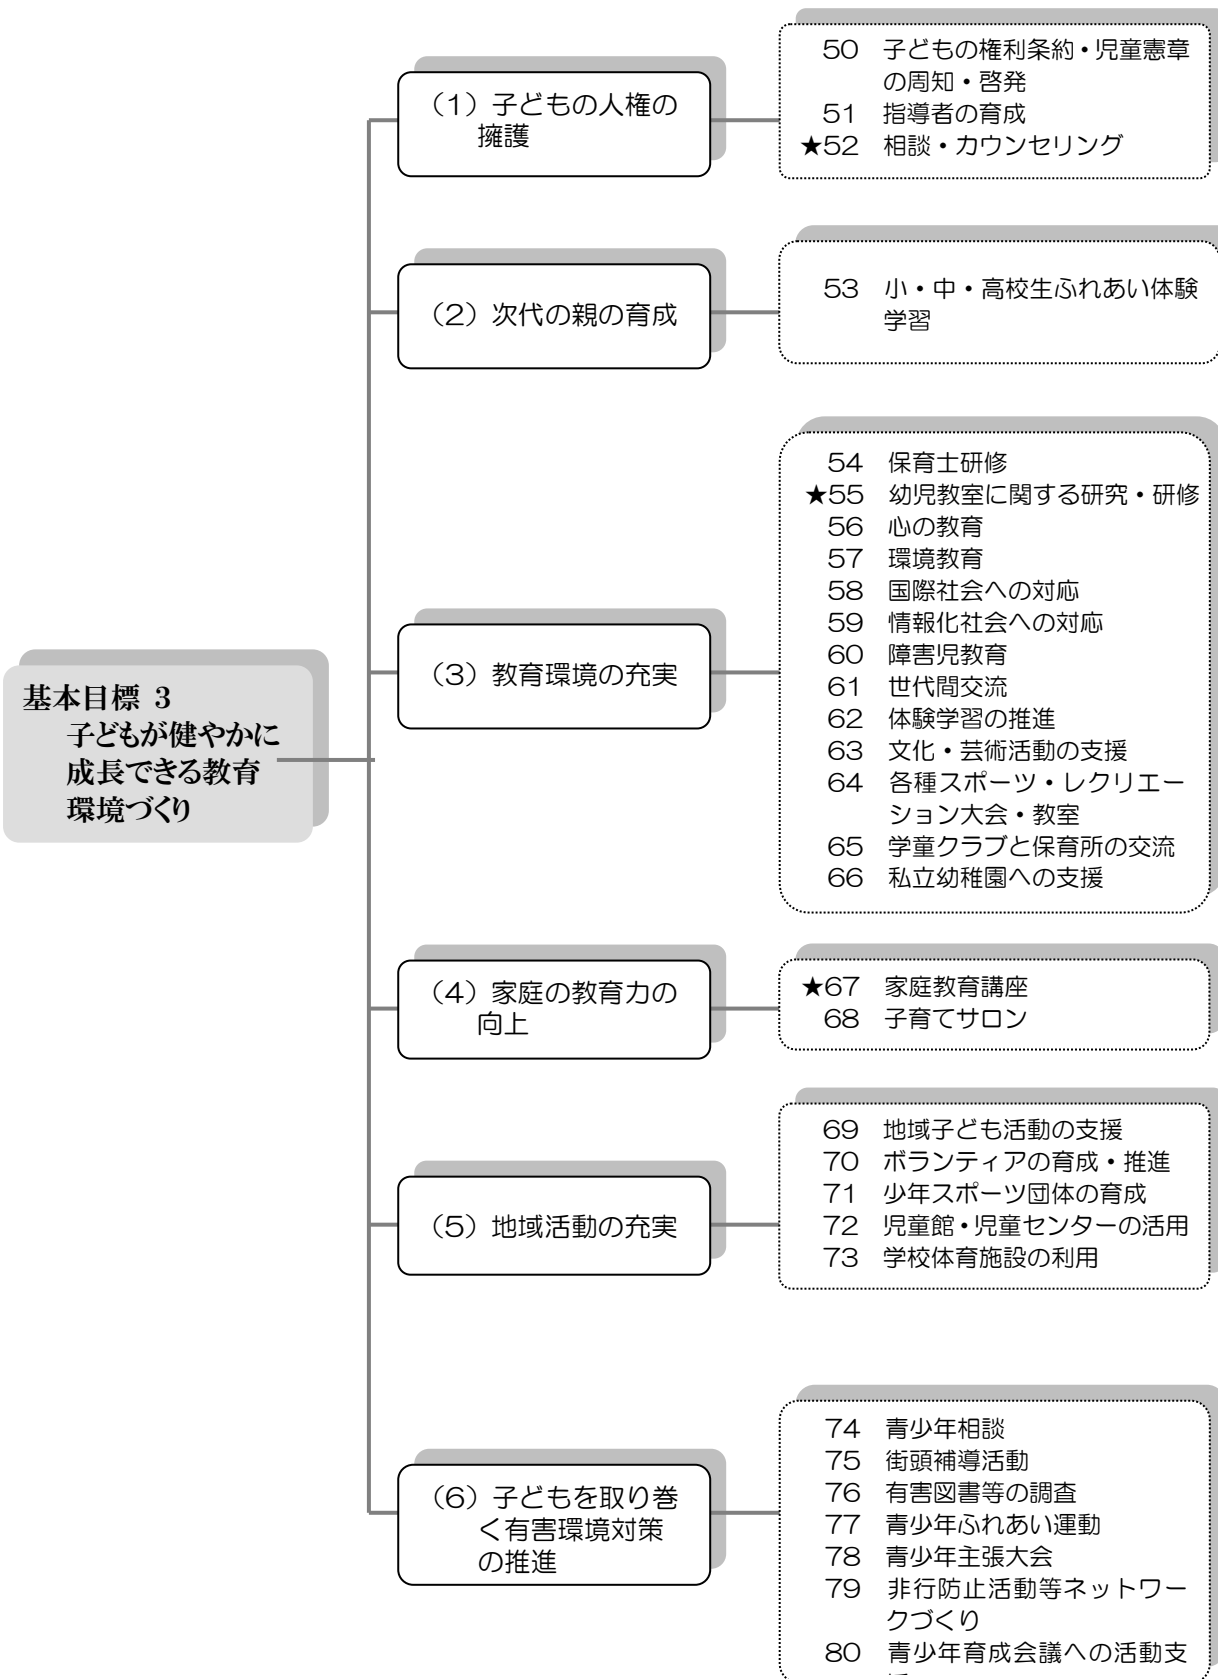 基本目標 3
子どもが健やかに
成長できる教育
環境づくり
（1）子どもの人権の
擁護
50 子どもの権利条約・児童憲章
の周知・啓発
51 指導者の育成
★52 相談・カウンセリング
（2）次代の親の育成
53 小・中・高校生ふれあい体験
学習
（3）教育環境の充実
54 保育士研修
★55 幼児教室に関する研究・研修
56 心の教育
57 環境教育
58 国際社会への対応
59 情報化社会への対応
60 障害児教育
61 世代間交流
62 体験学習の推進
63 文化・芸術活動の支援
64 各種スポーツ・レクリエー
ション大会・教室
65 学童クラブと保育所の交流
66 私立幼稚園への支援
（4）家庭の教育力の
向上
★67 家庭教育講座
68 子育てサロン
（5）地域活動の充実
69 地域子ども活動の支援
70 ボランティアの育成・推進
71 少年スポーツ団体の育成
72 児童館・児童センターの活用
73 学校体育施設の利用
（6）子どもを取り巻
く有害環境対策
の推進
74 青少年相談
75 街頭補導活動
76 有害図書等の調査
77 青少年ふれあい運動
78 青少年主張大会
79 非行防止活動等ネットワー
クづくり
80 青少年育成会議への活動支